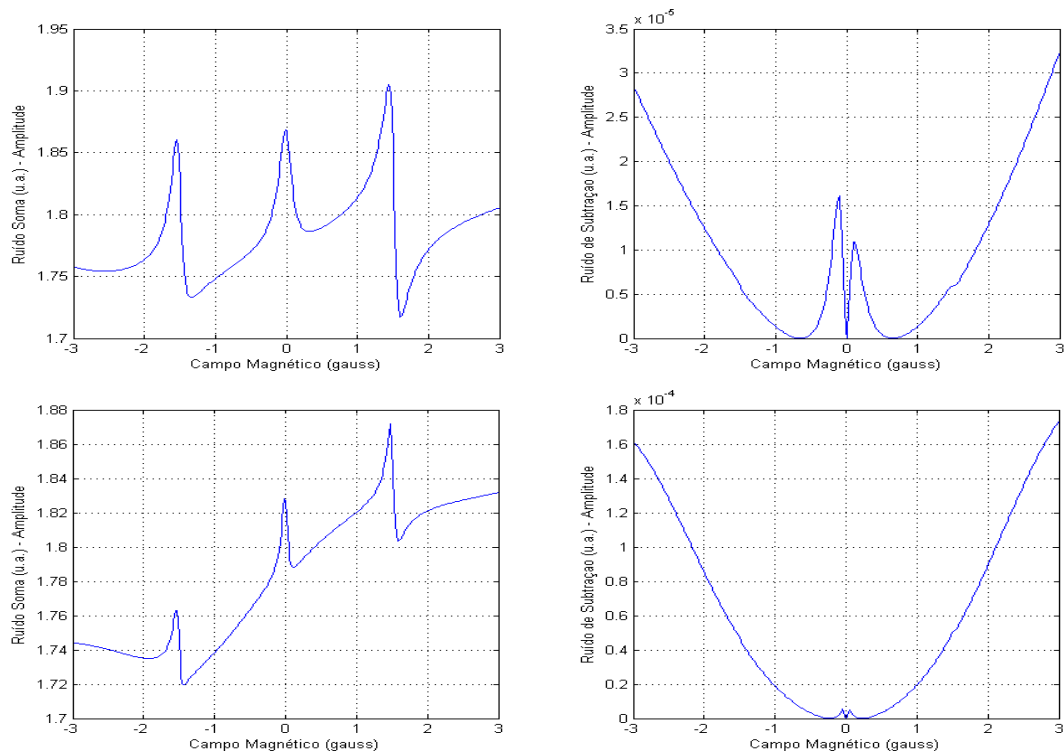 1.95
1.9
1.85
1.8
1.75
1.7
Ruído Soma (u.a.) - Amplitude
-3 -2 -1 0 1 2 3
Campo Magnético (gauss)
x 10^-5
3.5
3
2.5
2
1.5
1
0.5
0
Ruído de Subtraçao (u.a.) - Amplitude
-3 -2 -1 0 1 2 3
Campo Magnético (gauss)
1.88
1.86
1.84
1.82
1.8
1.78
1.76
1.74
1.72
1.7
Ruído Soma (u.a.) - Amplitude
-3 -2 -1 0 1 2 3
Campo Magnético (gauss)
x 10^-4
1.8
1.6
1.4
1.2
1
0.8
0.6
0.4
0.2
0
Ruído de Subtraçao (u.a.) - Amplitude
-3 -2 -1 0 1 2 3
Campo Magnético (gauss)